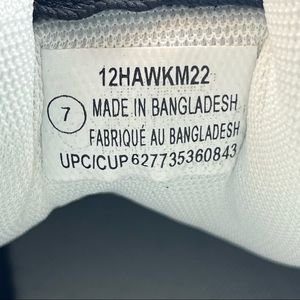 12HAWKM22
7 MADE IN BANGLADESH
FABRIQUÉ AU BANGLADESH
UPC/CUP 627735360843